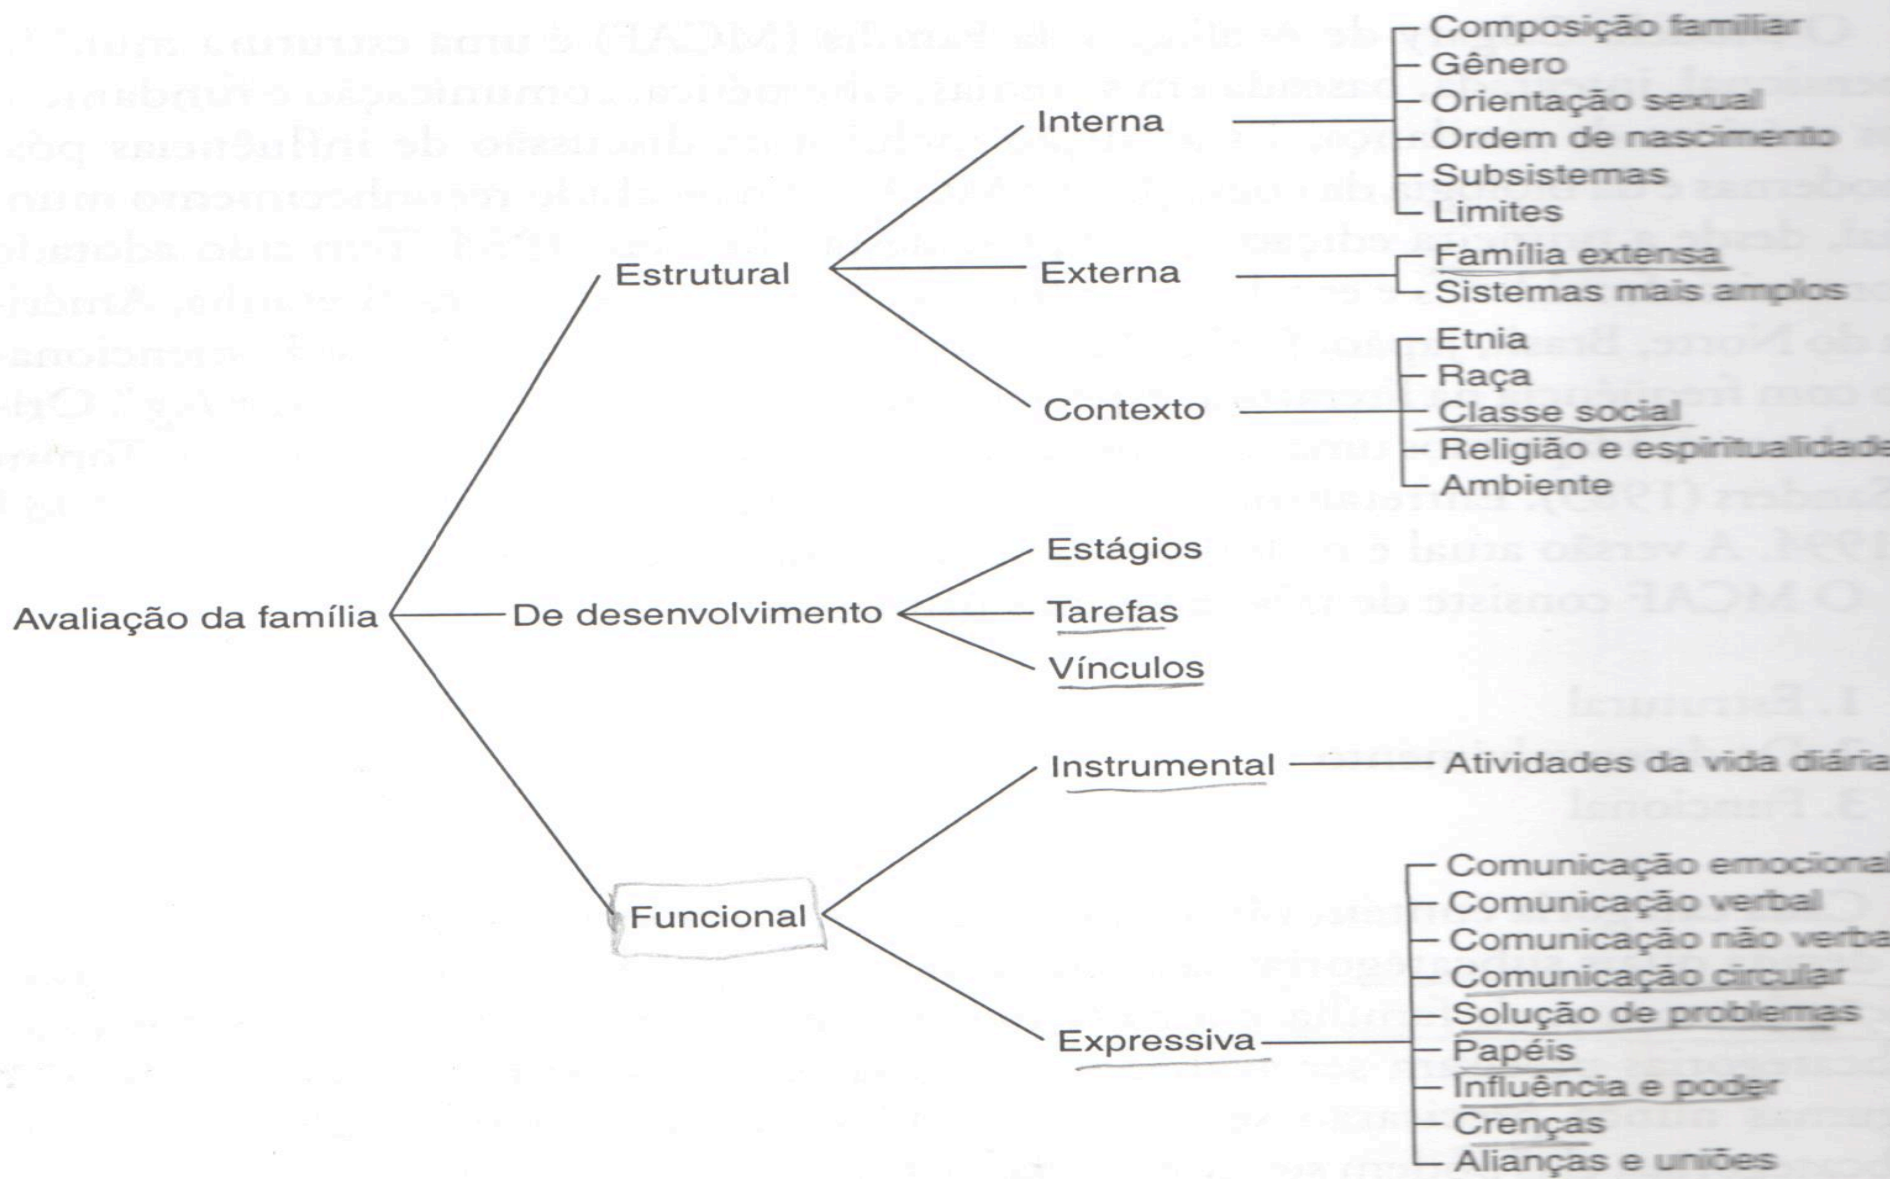 Composição familliar
Gênero
Orientação sexual
Interna
Ordem de nascimento
Subsistemas
Limites
Estrutural
Externa
Família extensa
Sistemas mais amplos
Etnia
Raça
Contexto
Classe social
Religião e espiritualidade
Ambiente
Avaliação da família
De desenvolvimento
Estágios
Tarefas
Vínculos
Funcional
Instrumental
Atividades da vida diária
Expressiva
Comunicação emocional
Comunicação verbal
Comunicação não verba
Comunicação circular
Solução de problemas
Papéis
Influência e poder
Crenças
Alianças e uniões